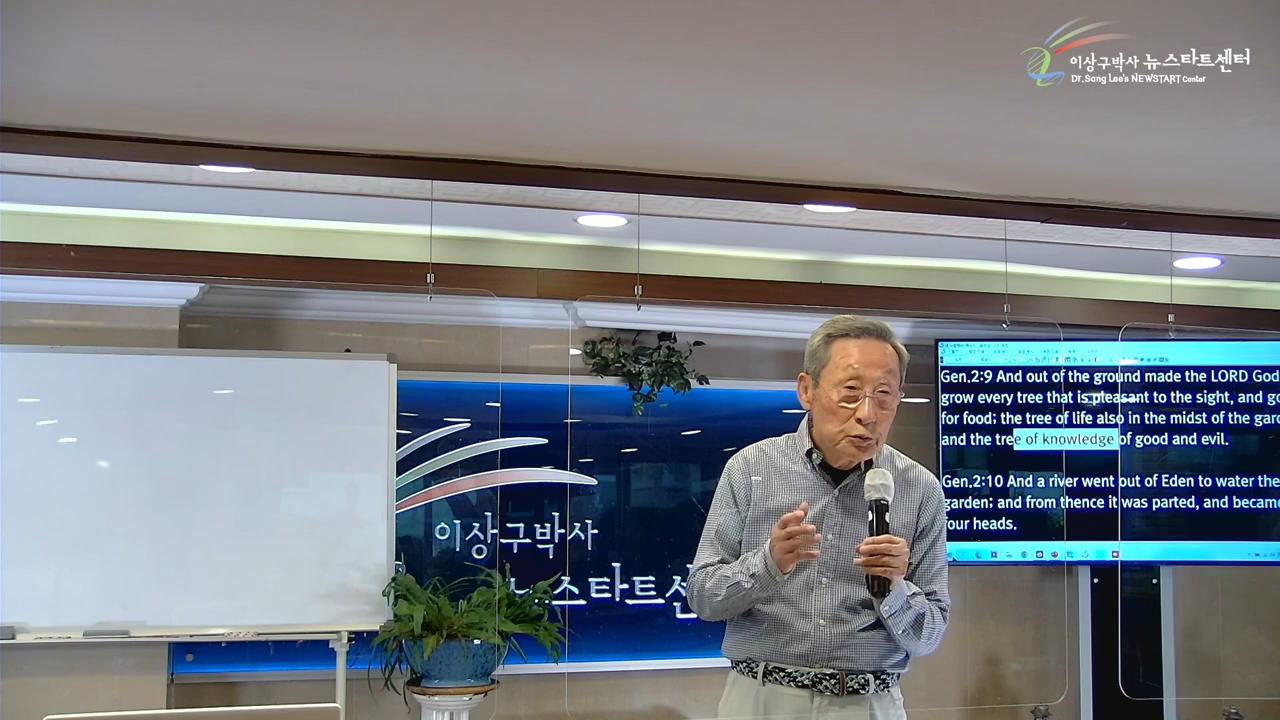 이상구박사 뉴스타트센터
Dr. Sang Lee's NEWSTART Center
Gen.2:9 And out of the ground made the LORD God
grow every tree that is pleasant to the sight, and
for food; the tree of life also in the midst of the
and the tree of knowledge of good and evil.
Gen.2:10 And a river went out of Eden to water the
garden; and from thence it was parted, and
four heads.
이상구박사
뉴스타트센